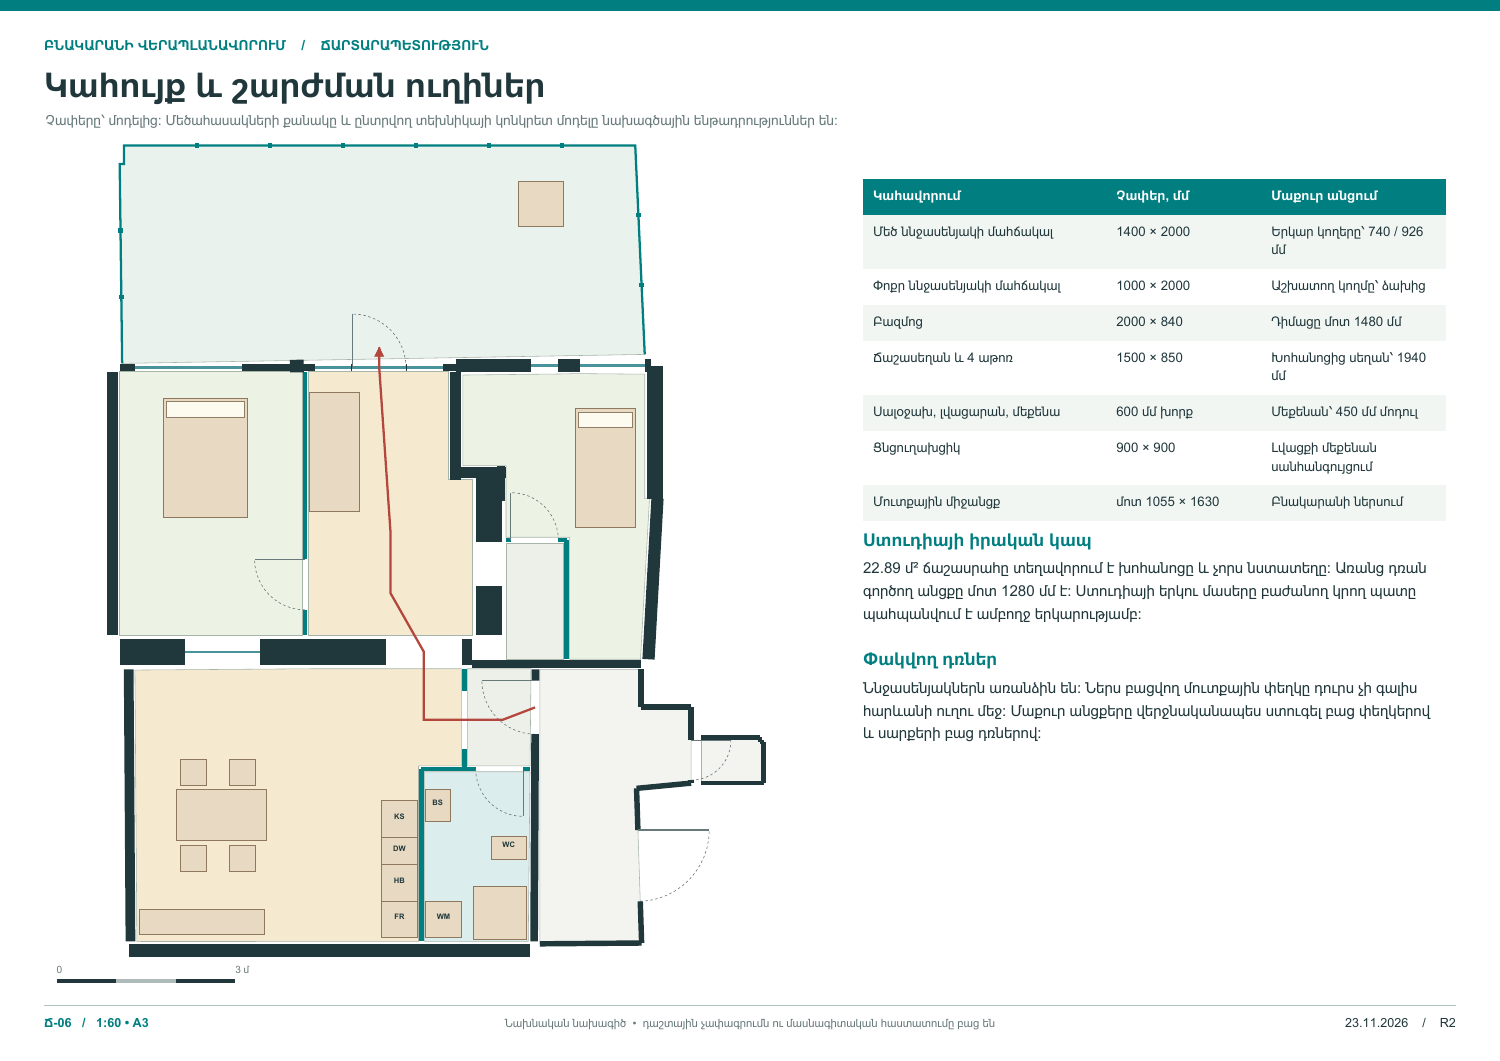 ԲՆԱԿԱՐԱՆԻ ՎԵՐԱՊԼԱՆԱՎՈՐՈՒՄ / ՃԱՐՏԱՐԱՊԵՏՈՒԹՅՈՒՆ
Կահույք և շարժման ուղիներ
Չափերը՝ մոդելից։ Մեծահասակների քանակը և ընտրվող տեխնիկայի կոնկրետ մոդելը նախագծային ենթադրություններ են։
Կահավորում Չափեր, մմ Մաքուր անցում
Մեծ ննջասենյակի մահճակալ 1400 × 2000 Երկար կողերը՝ 740 / 926
մմ
Փոքր ննջասենյակի մահճակալ 1000 × 2000 Աշխատող կողմը՝ ձախից
Բազմոց 2000 × 840 Դիմացը մոտ 1480 մմ
Ճաշասեղան և 4 աթոռ 1500 × 850 Խոհանոցից սեղան՝ 1940
մմ
Սալօջախ, լվացարան, մեքենա 600 մմ խորք Մեքենան՝ 450 մմ մոդուլ
Ցնցուղախցիկ 900 × 900 Լվացքի մեքենան
սանհանգույցում
Մուտքային միջանցք մոտ 1055 × 1630 Բնակարանի ներսում
Ստուդիայի իրական կապ
22.89 մ² ճաշասրահը տեղավորում է խոհանոցը և չորս նստատեղը։ Առանց դռան
գործող անցքը մոտ 1280 մմ է։ Ստուդիայի երկու մասերը բաժանող կրող պատը
պահպանվում է ամբողջ երկարությամբ։
Փակվող դռներ
Ննջասենյակներն առանձին են։ Ներս բացվող մուտքային փեղկը դուրս չի գալիս
հարևանի ուղու մեջ։ Մաքուր անցքերը վերջնականապես ստուգել բաց փեղկերով
և սարքերի բաց դռներով։
BS
KS
WC
DW
HB
FR
WM
0 3 մ
Ճ-06 / 1:60 • A3
Նախնական նախագիծ • դաշտային չափագրումն ու մասնագիտական հաստատումը բաց են
23.11.2026 / R2